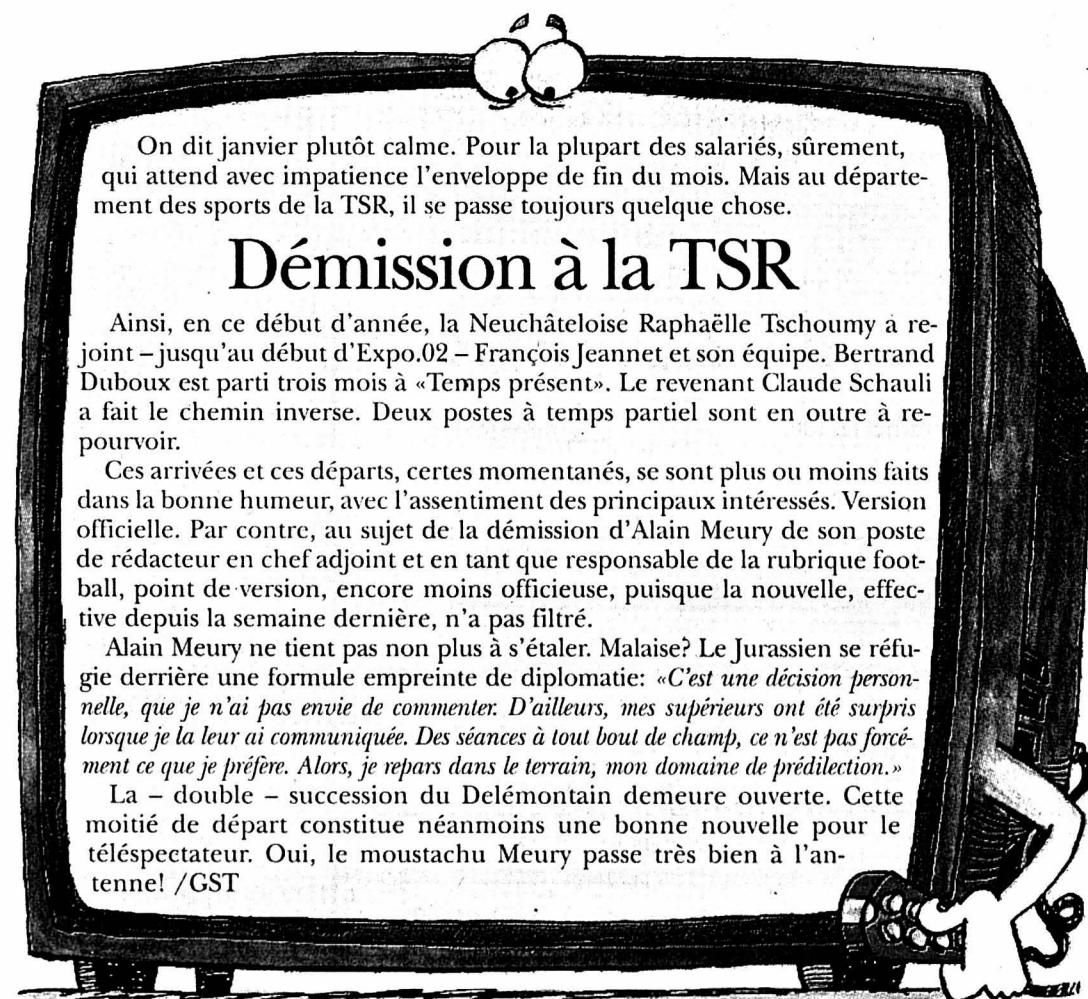 On dit janvier plutôt calme. Pour la plupart des salariés, sûrement,
qui attend avec impatience l'enveloppe de fin du mois. Mais au départe-
ment des sports de la TSR, il se passe toujours quelque chose.
Démission à la TSR
Ainsi, en ce début d'année, la Neuchâteloise Raphaëlle Tschoumy a re-
joint – jusqu'au début d'Expo.02 – François Jeannet et son équipe. Bertrand
Duboux est parti trois mois à «Temps présent». Le revenant Claude Schauli
a fait le chemin inverse. Deux postes à temps partiel sont en outre à re-
pourvoir.
Ces arrivées et ces départs, certes momentanés, se sont plus ou moins faits
dans la bonne humeur, avec l'assentiment des principaux intéressés. Version
officielle. Par contre, au sujet de la démission d'Alain Meury de son poste
de rédacteur en chef adjoint et en tant que responsable de la rubrique foot-
ball, point de version, encore moins officieuse, puisque la nouvelle, effec-
tive depuis la semaine dernière, n'a pas filtré.
Alain Meury ne tient pas non plus à s'étaler. Malaise? Le Jurassien se réfu-
gie derrière une formule empreinte de diplomatie: «C'est une décision person-
nelle, que je n'ai pas envie de commenter. D'ailleurs, mes supérieurs ont été surpris
lorsque je la leur ai communiquée. Des séances à tout bout de champ, ce n'est pas forcé-
ment ce que je préfère. Alors, je repars dans le terrain, mon domaine de prédilection.»
La – double – succession du Delémontain demeure ouverte. Cette
moitié de départ constitue néanmoins une bonne nouvelle pour le
téléspectateur. Oui, le moustachu Meury passe très bien à l'an-
tenne! /GST